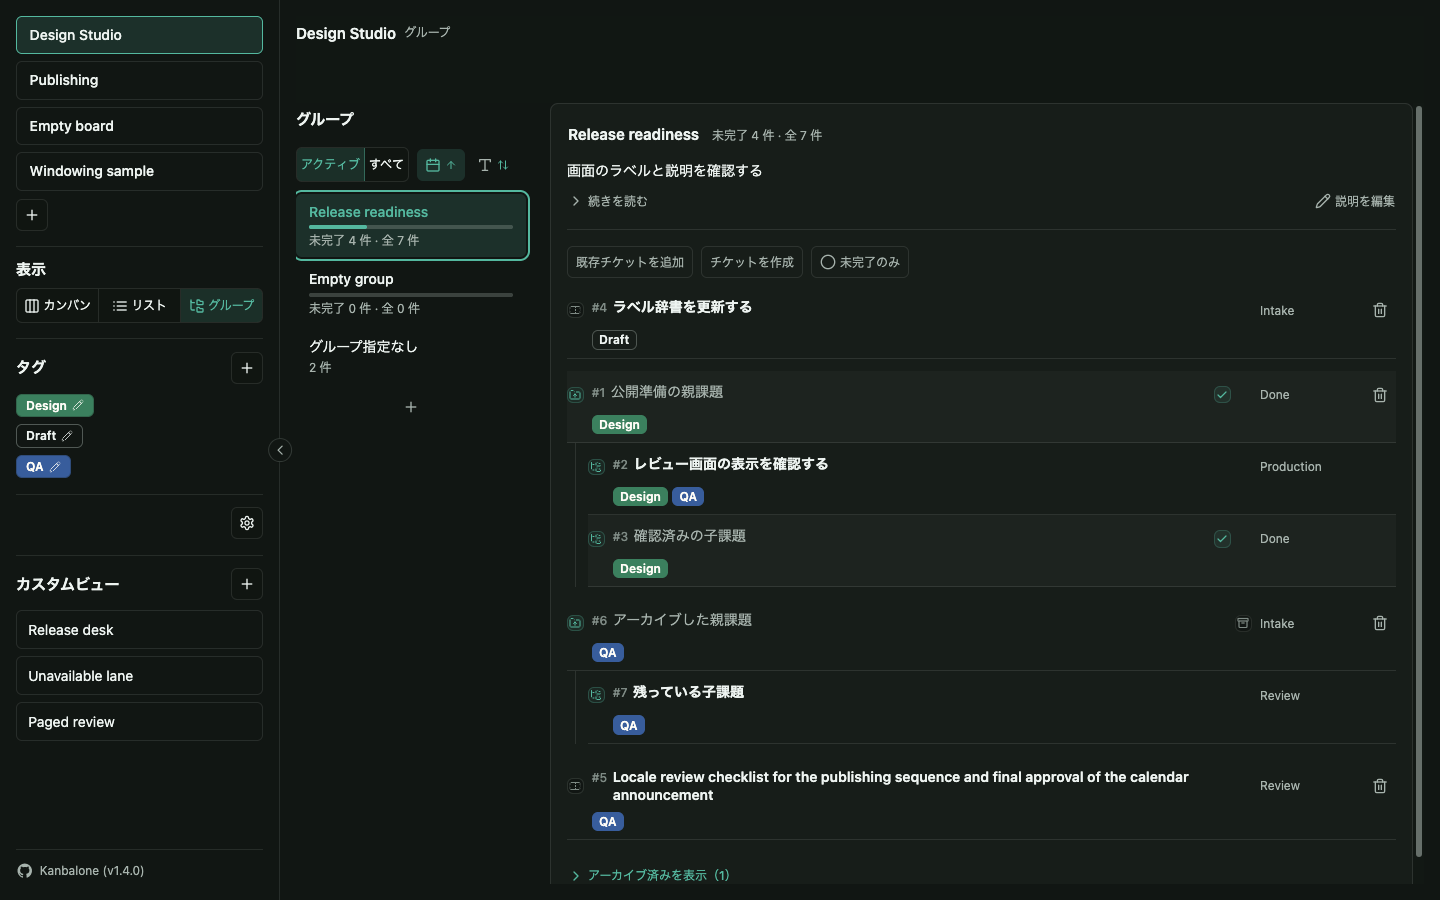 Design Studio
Publishing
Empty board
Windowing sample
表示
カンバン
リスト
グループ
タグ
Design
Draft
QA
カスタムビュー
Release desk
Unavailable lane
Paged review
Kanbalone (v1.4.0)
Design Studio グループ
グループ
アクティブ すべて
Release readiness
未完了 4 件 · 全 7 件
Empty group
未完了 0 件 · 全 0 件
グループ指定なし
2 件
Release readiness 未完了 4 件 · 全 7 件
画面のラベルと説明を確認する
続きを読む
説明を編集
既存チケットを追加 チケットを作成 未完了のみ
#4 ラベル辞書を更新する Intake
Draft
#1 公開準備の親課題 Done
Design
#2 レビュー画面の表示を確認する Production
Design QA
#3 確認済みの子課題 Done
Design
#6 アーカイブした親課題 Intake
QA
#7 残っている子課題 Review
QA
#5 Locale review checklist for the publishing sequence and final approval of the calendar
announcement
Review
QA
アーカイブ済みを表示（1）